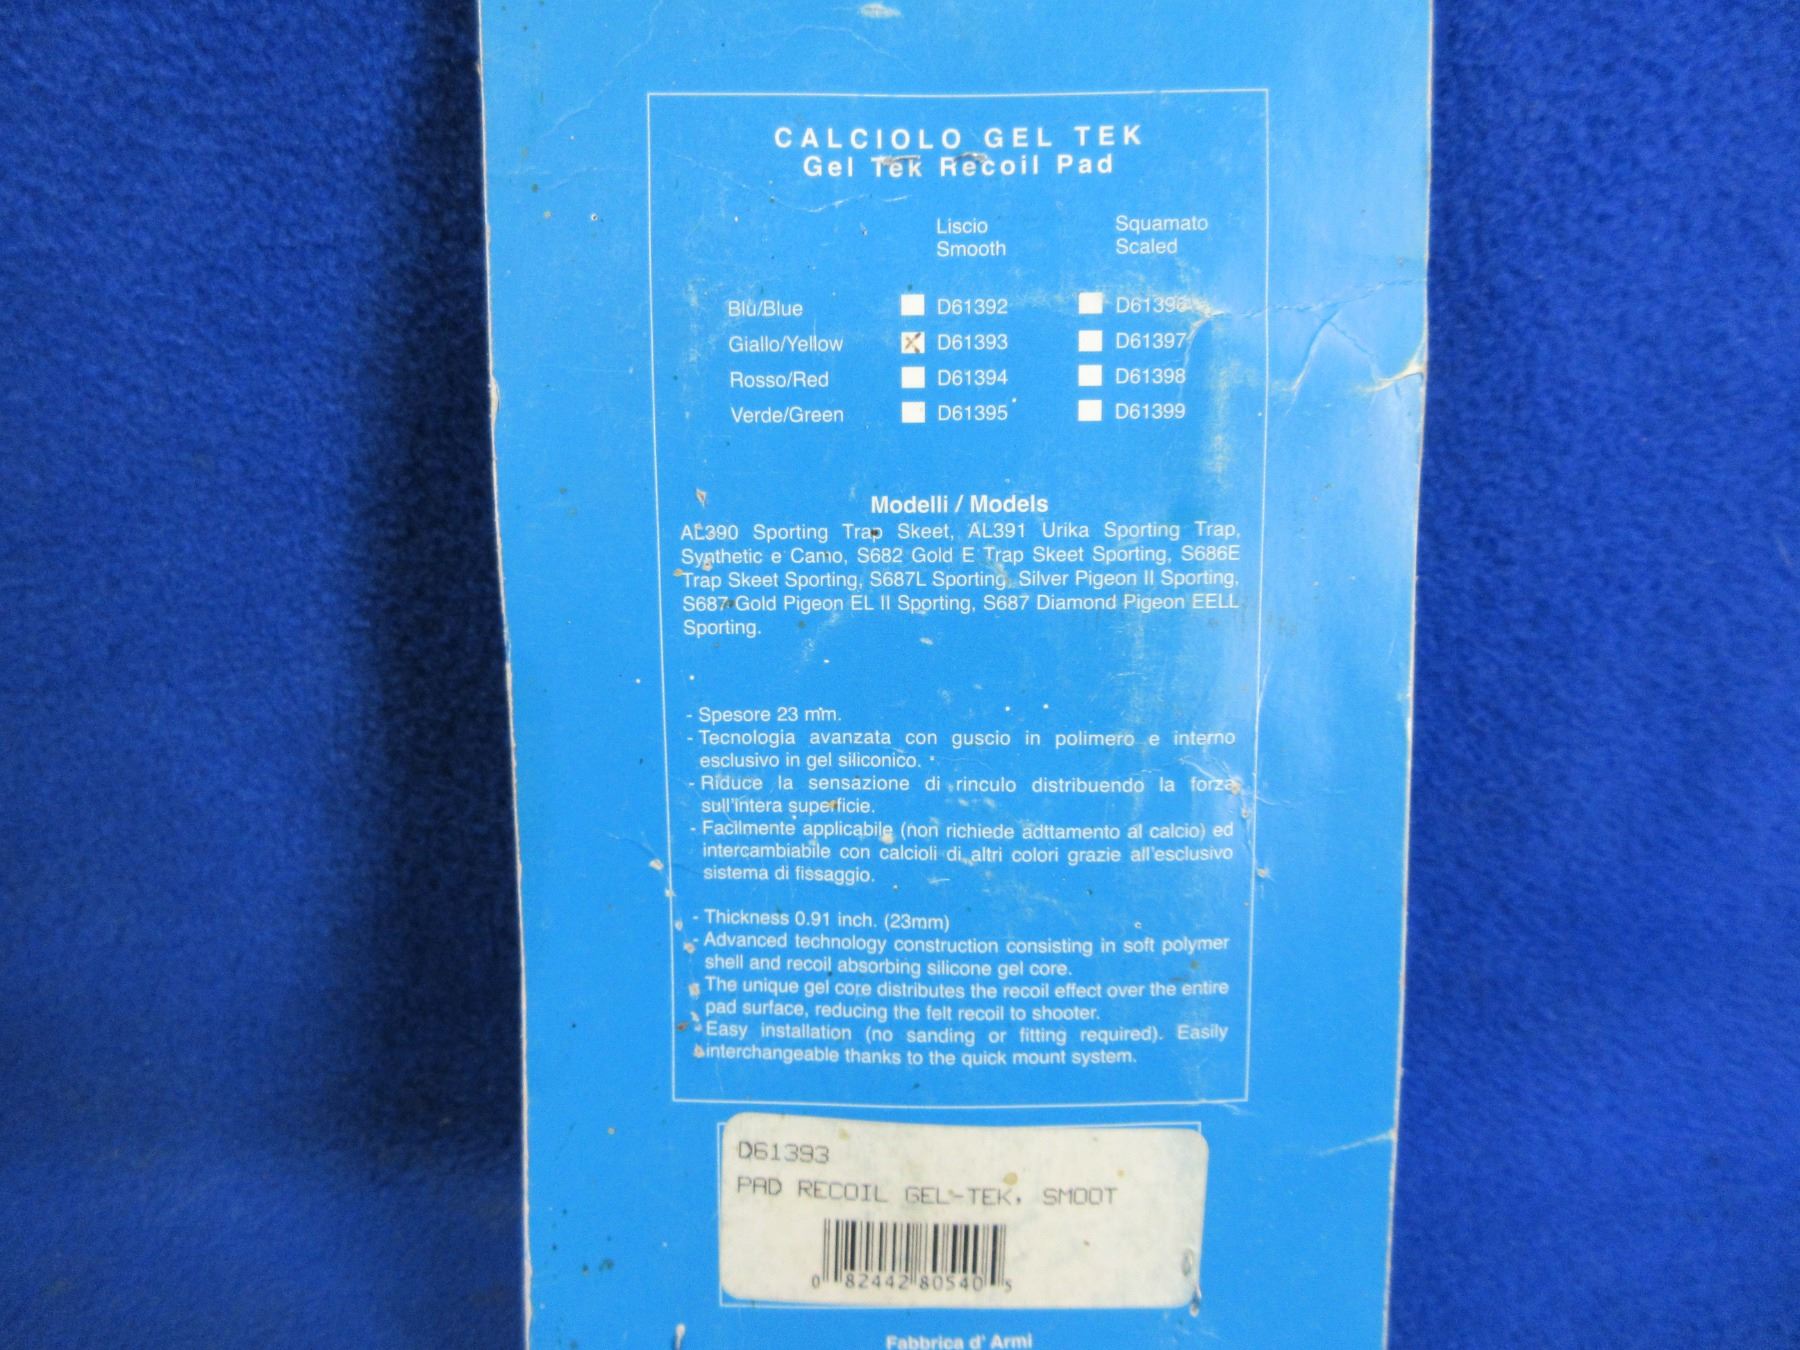 CALCIOLO GEL TEK
Gel Tek Recoil Pad
Liscio Squamato
Smooth Scaled
Blu/Blue D61392 D61396
Giallo/Yellow D61393 D61397
Rosso/Red D61394 D61398
Verde/Green D61395 D61399
Modelli / Models
AL390 Sporting Trap Skeet, AL391 Urika Sporting Trap,
Synthetic e Camo, S682 Gold E Trap Skeet Sporting, S686E
Trap Skeet Sporting, S687L Sporting, Silver Pigeon II Sporting,
S687 Gold Pigeon EL II Sporting, S687 Diamond Pigeon EELL
Sporting.
- Spesore 23 mm.
- Tecnologia avanzata con guscio in polimero e interno
esclusivo in gel siliconico.
- Riduce la sensazione di rinculo distribuendo la forza
sull'intera superficie.
- Facilmente applicabile (non richiede adttamento al calcio) ed
intercambiabile con calcioli di altri colori grazie all'esclusivo
sistema di fissaggio.
- Thickness 0.91 inch. (23mm)
- Advanced technology construction consisting in soft polymer
shell and recoil absorbing silicone gel core.
- The unique gel core distributes the recoil effect over the entire
pad surface, reducing the felt recoil to shooter.
- Easy installation (no sanding or fitting required). Easily
interchangeable thanks to the quick mount system.
D61393
PAD RECOIL GEL-TEK, SMOOT
0 82442 80540 5
Fabbrica d' Armi